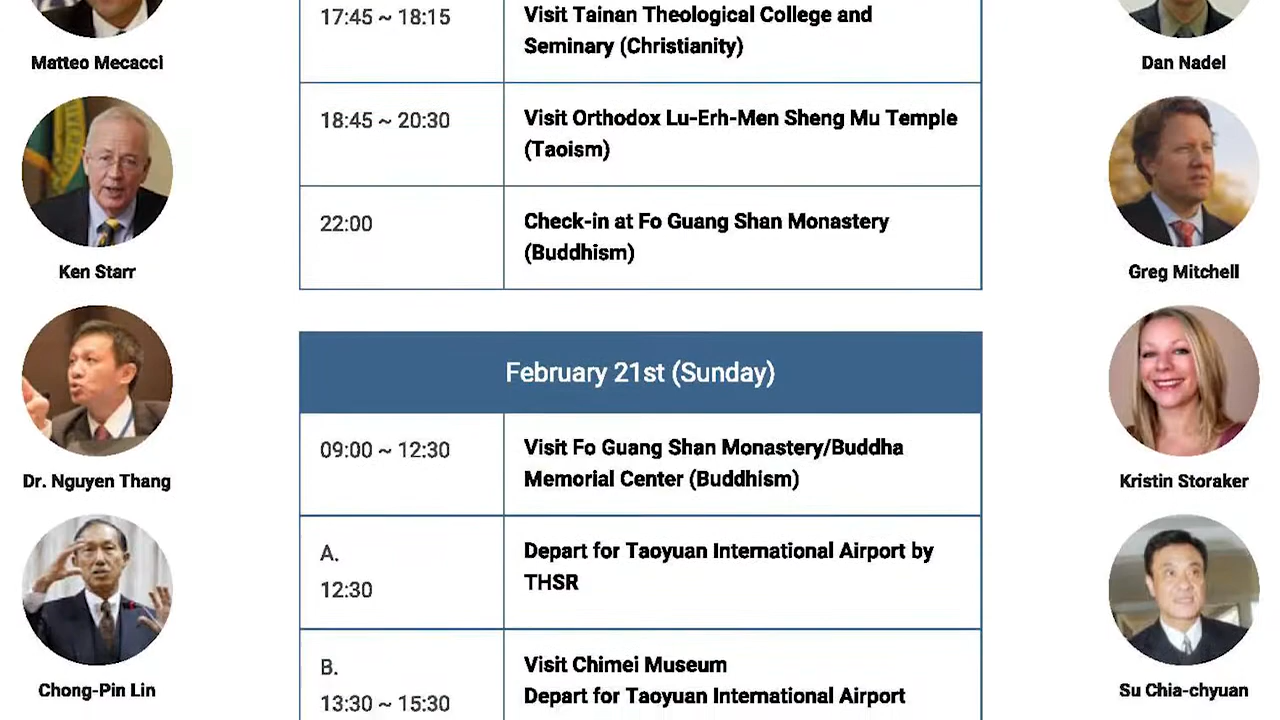 Matteo Mecacci
Ken Starr
Dr. Nguyen Thang
Chong-Pin Lin
17:45 ~ 18:15
Visit Tainan Theological College and
Seminary (Christianity)
18:45 ~ 20:30
Visit Orthodox Lu-Erh-Men Sheng Mu Temple
(Taoism)
22:00
Check-in at Fo Guang Shan Monastery
(Buddhism)
February 21st (Sunday)
09:00 ~ 12:30
Visit Fo Guang Shan Monastery/Buddha
Memorial Center (Buddhism)
A.
12:30
Depart for Taoyuan International Airport by
THSR
B.
13:30 ~ 15:30
Visit Chimei Museum
Depart for Taoyuan International Airport
Dan Nadel
Greg Mitchell
Kristin Storaker
Su Chia-chyuan